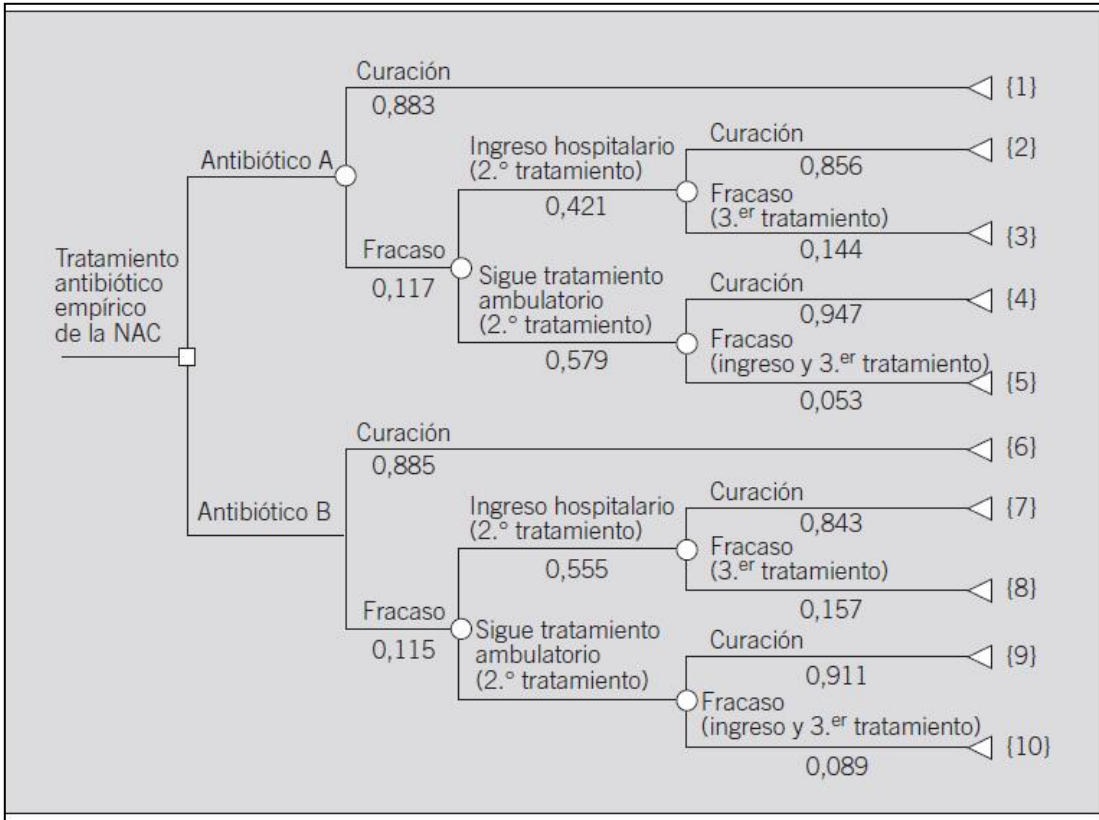 Curación
0,883
{1}
Antibiótico A
Ingreso hospitalario
(2.° tratamiento)
0,421
Curación
0,856
{2}
Fracaso
(3.er tratamiento)
0,144
{3}
Fracaso
0,117
Sigue tratamiento
ambulatorio
(2.° tratamiento)
0,579
Curación
0,947
{4}
Fracaso
(ingreso y 3.er tratamiento)
0,053
{5}
Tratamiento
antibiótico
empírico
de la NAC
Curación
0,885
{6}
Antibiótico B
Ingreso hospitalario
(2.° tratamiento)
0,555
Curación
0,843
{7}
Fracaso
(3.er tratamiento)
0,157
{8}
Fracaso
0,115
Sigue tratamiento
ambulatorio
(2.° tratamiento)
Curación
0,911
{9}
Fracaso
(ingreso y 3.er tratamiento)
0,089
{10}